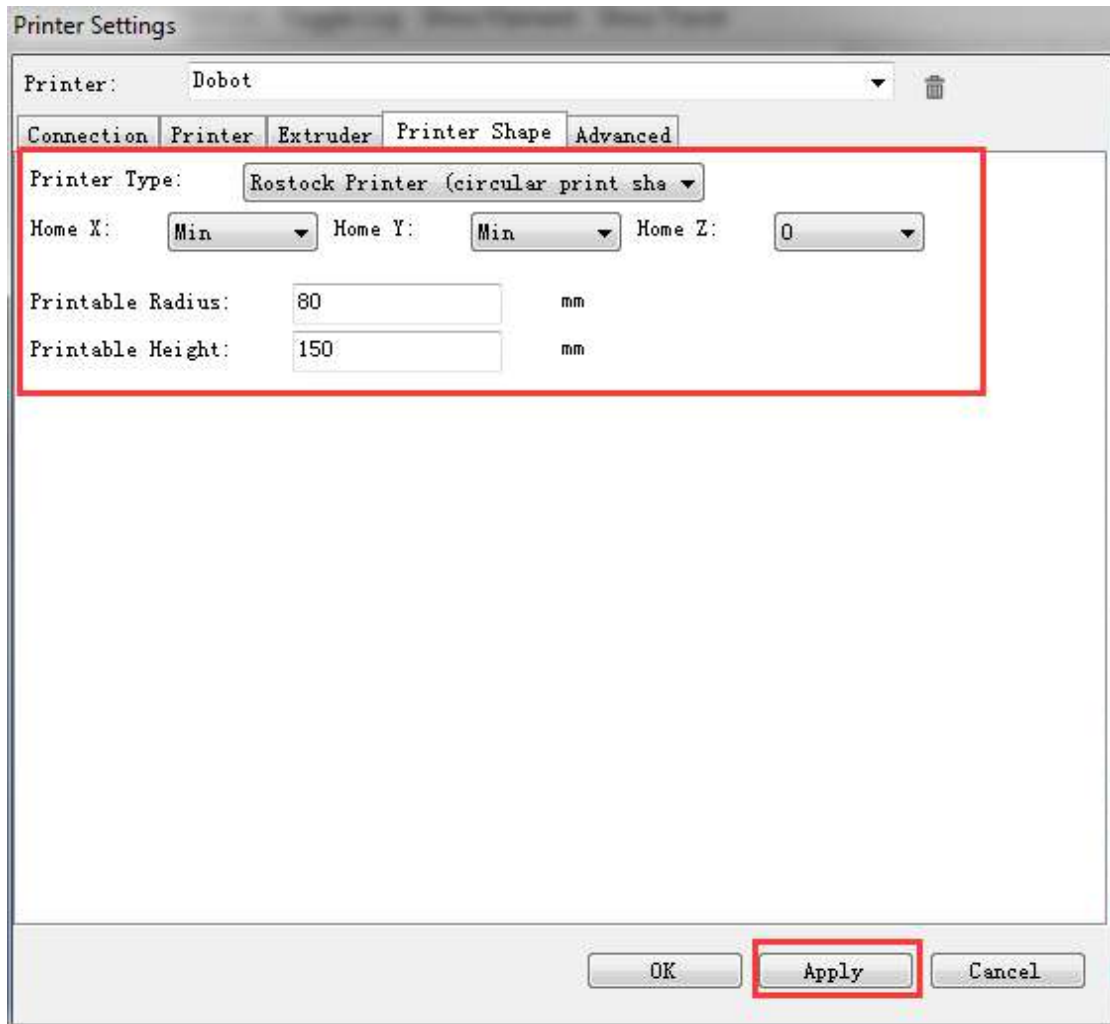 Printer Settings
Printer: Dobot
Connection Printer Extruder Printer Shape Advanced
Printer Type: Rostock Printer (circular print sha
Home X: Min Home Y: Min Home Z: 0
Printable Radius: 80 mm
Printable Height: 150 mm
OK Apply Cancel